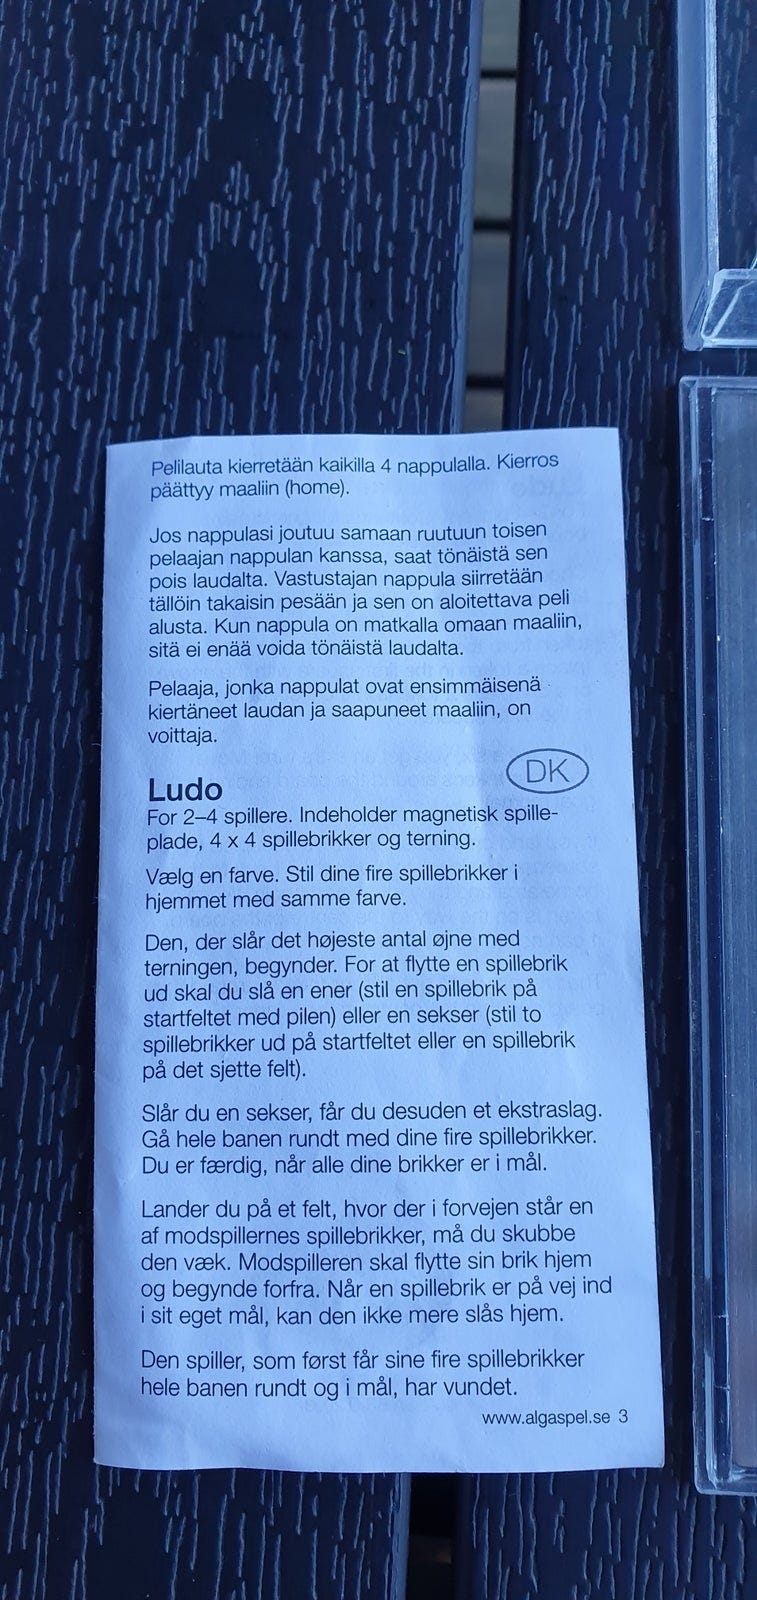 Pelilauta kierretään kaikilla 4 nappulalla. Kierros
päättyy maaliin (home).
Jos nappulasi joutuu samaan ruutuun toisen
pelaajan nappulan kanssa, saat tönäistä sen
pois laudalta. Vastustajan nappula siirretään
tällöin takaisin pesään ja sen on aloitettava peli
alusta. Kun nappula on matkalla omaan maaliin,
sitä ei enää voida tönäistä laudalta.
Pelaaja, jonka nappulat ovat ensimmäisenä
kiertäneet laudan ja saapuneet maaliin, on
voittaja.
DK
Ludo
For 2–4 spillere. Indeholder magnetisk spille-
plade, 4 x 4 spillebrikker og terning.
Vælg en farve. Stil dine fire spillebrikker i
hjemmet med samme farve.
Den, der slår det højeste antal øjne med
terningen, begynder. For at flytte en spillebrik
ud skal du slå en ener (stil en spillebrik på
startfeltet med pilen) eller en sekser (stil to
spillebrikker ud på startfeltet eller en spillebrik
på det sjette felt).
Slår du en sekser, får du desuden et ekstraslag.
Gå hele banen rundt med dine fire spillebrikker.
Du er færdig, når alle dine brikker er i mål.
Lander du på et felt, hvor der i forvejen står en
af modspillernes spillebrikker, må du skubbe
den væk. Modspilleren skal flytte sin brik hjem
og begynde forfra. Når en spillebrik er på vej ind
i sit eget mål, kan den ikke mere slås hjem.
Den spiller, som først får sine fire spillebrikker
hele banen rundt og i mål, har vundet.
www.algaspel.se 3